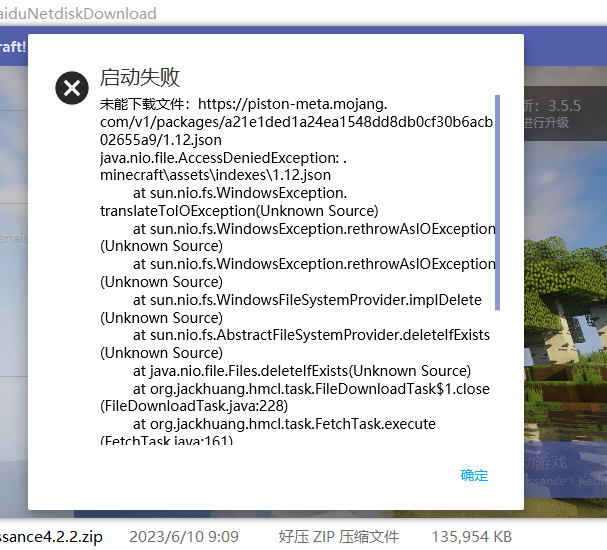 aiduNetdiskDownload
raft!
启动失败
未能下载文件：https://piston-meta.mojang.
com/v1/packages/a21e1ded1a24ea1548dd8db0cf30b6acb
02655a9/1.12.json
java.nio.file.AccessDeniedException: .
minecraft\assets\indexes\1.12.json
at sun.nio.fs.WindowsException.
translateToIOException(Unknown Source)
at sun.nio.fs.WindowsException.rethrowAsIOException
(Unknown Source)
at sun.nio.fs.WindowsException.rethrowAsIOException
(Unknown Source)
at sun.nio.fs.WindowsFileSystemProvider.implDelete
(Unknown Source)
at sun.nio.fs.AbstractFileSystemProvider.deleteIfExists
(Unknown Source)
at java.nio.file.Files.deleteIfExists(Unknown Source)
at org.jackhuang.hmcl.task.FileDownloadTask$1.close
(FileDownloadTask.java:228)
at org.jackhuang.hmcl.task.FetchTask.execute
(FetchTask.java:161)
确定
新：3.5.5
进行升级
enais
动游戏
ssance - Kedi
ssance4.2.2.zip 2023/6/10 9:09 好压 ZIP 压缩文件 135,954 KB